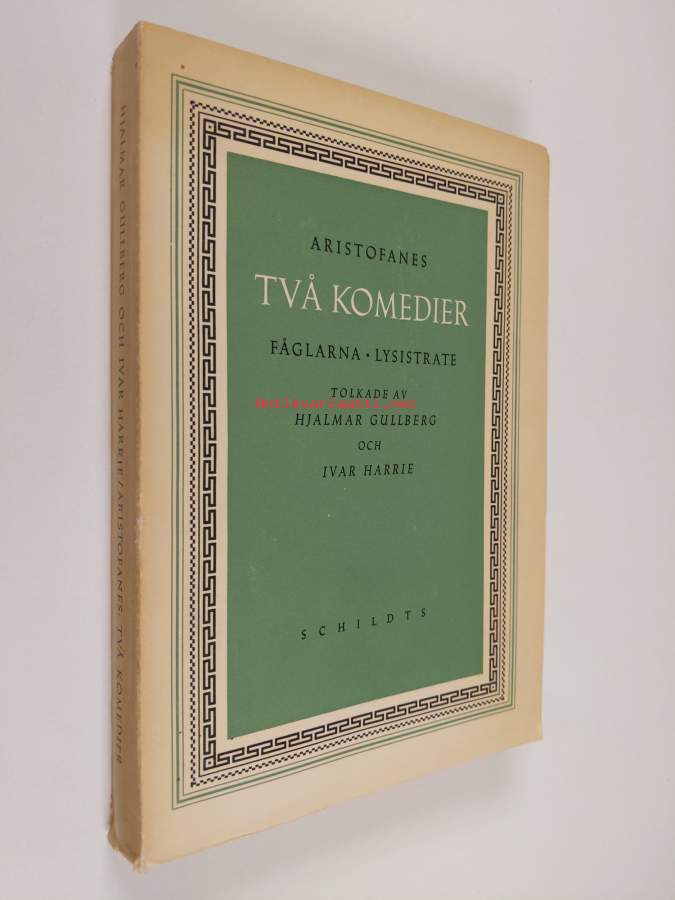 ARISTOFANES
TVÅ KOMEDIER
FÅGLARNA • LYSISTRATE
TOLKADE AV
HJALMAR GULLBERG
OCH
IVAR HARRIE
SCHILDTS
HJALMAR GULLBERG OCH IVAR HARRIE / ARISTOFANES: TVÅ KOMEDIER